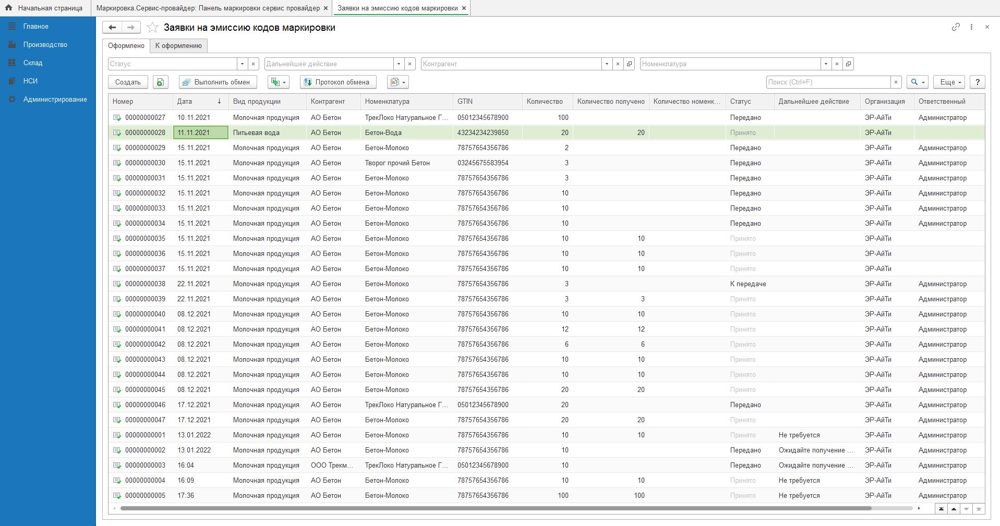 Начальная страница
Маркировка.Сервис-провайдер: Панель маркировки сервис провайдер ×
Заявки на эмиссию кодов маркировки ×
Главное
Производство
Склад
НСИ
Администрирование
Заявки на эмиссию кодов маркировки
Оформлено К оформлению
Статус Дальнейшее действие Контрагент Номенклатура
Создать Выполнить обмен Протокол обмена Поиск (Ctrl+F) × Еще ?
Номер Дата ↓ Вид продукции Контрагент Номенклатура GTIN Количество Количество получено Количество номенк... Статус Дальнейшее действие Организация Ответственный
00000000027 10.11.2021 Молочная продукция АО Бетон ТрекЛоко Натуральное Г... 05012345678900 100 Передано ЭР-АйТи Администратор
00000000028 11.11.2021 Питьевая вода АО Бетон Бетон-Вода 43234234239850 20 20 Принято ЭР-АйТи
00000000029 15.11.2021 Молочная продукция АО Бетон Бетон-Молоко 78757654356786 2 Передано ЭР-АйТи Администратор
00000000030 15.11.2021 Молочная продукция АО Бетон Творог прочий Бетон 03245675583954 3 Передано ЭР-АйТи Администратор
00000000031 15.11.2021 Молочная продукция АО Бетон Бетон-Молоко 78757654356786 3 Передано ЭР-АйТи Администратор
00000000032 15.11.2021 Молочная продукция АО Бетон Бетон-Молоко 78757654356786 10 Передано ЭР-АйТи Администратор
00000000033 15.11.2021 Молочная продукция АО Бетон Бетон-Молоко 78757654356786 10 Передано ЭР-АйТи Администратор
00000000034 15.11.2021 Молочная продукция АО Бетон Бетон-Молоко 78757654356786 10 Передано ЭР-АйТи Администратор
00000000035 15.11.2021 Молочная продукция АО Бетон Бетон-Молоко 78757654356786 10 10 Принято ЭР-АйТи
00000000036 15.11.2021 Молочная продукция АО Бетон Бетон-Молоко 78757654356786 10 10 Принято ЭР-АйТи
00000000037 15.11.2021 Молочная продукция АО Бетон Бетон-Молоко 78757654356786 10 10 Принято ЭР-АйТи
00000000038 22.11.2021 Молочная продукция АО Бетон Бетон-Молоко 78757654356786 3 К передаче ЭР-АйТи Администратор
00000000039 22.11.2021 Молочная продукция АО Бетон Бетон-Молоко 78757654356786 3 3 Принято ЭР-АйТи Администратор
00000000040 08.12.2021 Молочная продукция АО Бетон Бетон-Молоко 78757654356786 10 10 Принято ЭР-АйТи Администратор
00000000041 08.12.2021 Молочная продукция АО Бетон Бетон-Молоко 78757654356786 12 12 Принято ЭР-АйТи Администратор
00000000042 08.12.2021 Молочная продукция АО Бетон Бетон-Молоко 78757654356786 6 6 Принято ЭР-АйТи Администратор
00000000043 08.12.2021 Молочная продукция АО Бетон Бетон-Молоко 78757654356786 10 10 Принято ЭР-АйТи Администратор
00000000044 08.12.2021 Молочная продукция АО Бетон Бетон-Молоко 78757654356786 10 10 Принято ЭР-АйТи Администратор
00000000045 08.12.2021 Молочная продукция АО Бетон Бетон-Молоко 78757654356786 20 20 Принято ЭР-АйТи Администратор
00000000046 17.12.2021 Молочная продукция АО Бетон ТрекЛоко Натуральное Г... 05012345678900 20 Передано ЭР-АйТи Администратор
00000000047 17.12.2021 Молочная продукция АО Бетон Бетон-Молоко 78757654356786 20 20 Принято ЭР-АйТи Администратор
00000000001 13.01.2022 Молочная продукция АО Бетон Бетон-Молоко 78757654356786 10 10 Принято Не требуется ЭР-АйТи Администратор
00000000002 13.01.2022 Молочная продукция АО Бетон Бетон-Молоко 78757654356786 10 Передано Ожидайте получение ... ЭР-АйТи Администратор
00000000003 16:04 Молочная продукция ООО Трекм... ТрекЛоко Натуральное Г... 05012345678900 10 Передано Ожидайте получение ... ЭР-АйТи Администратор
00000000004 16:09 Молочная продукция АО Бетон Бетон-Молоко 78757654356786 10 10 Принято Не требуется ЭР-АйТи Администратор
00000000005 17:36 Молочная продукция АО Бетон Бетон-Молоко 78757654356786 100 100 Принято Не требуется ЭР-АйТи Администратор